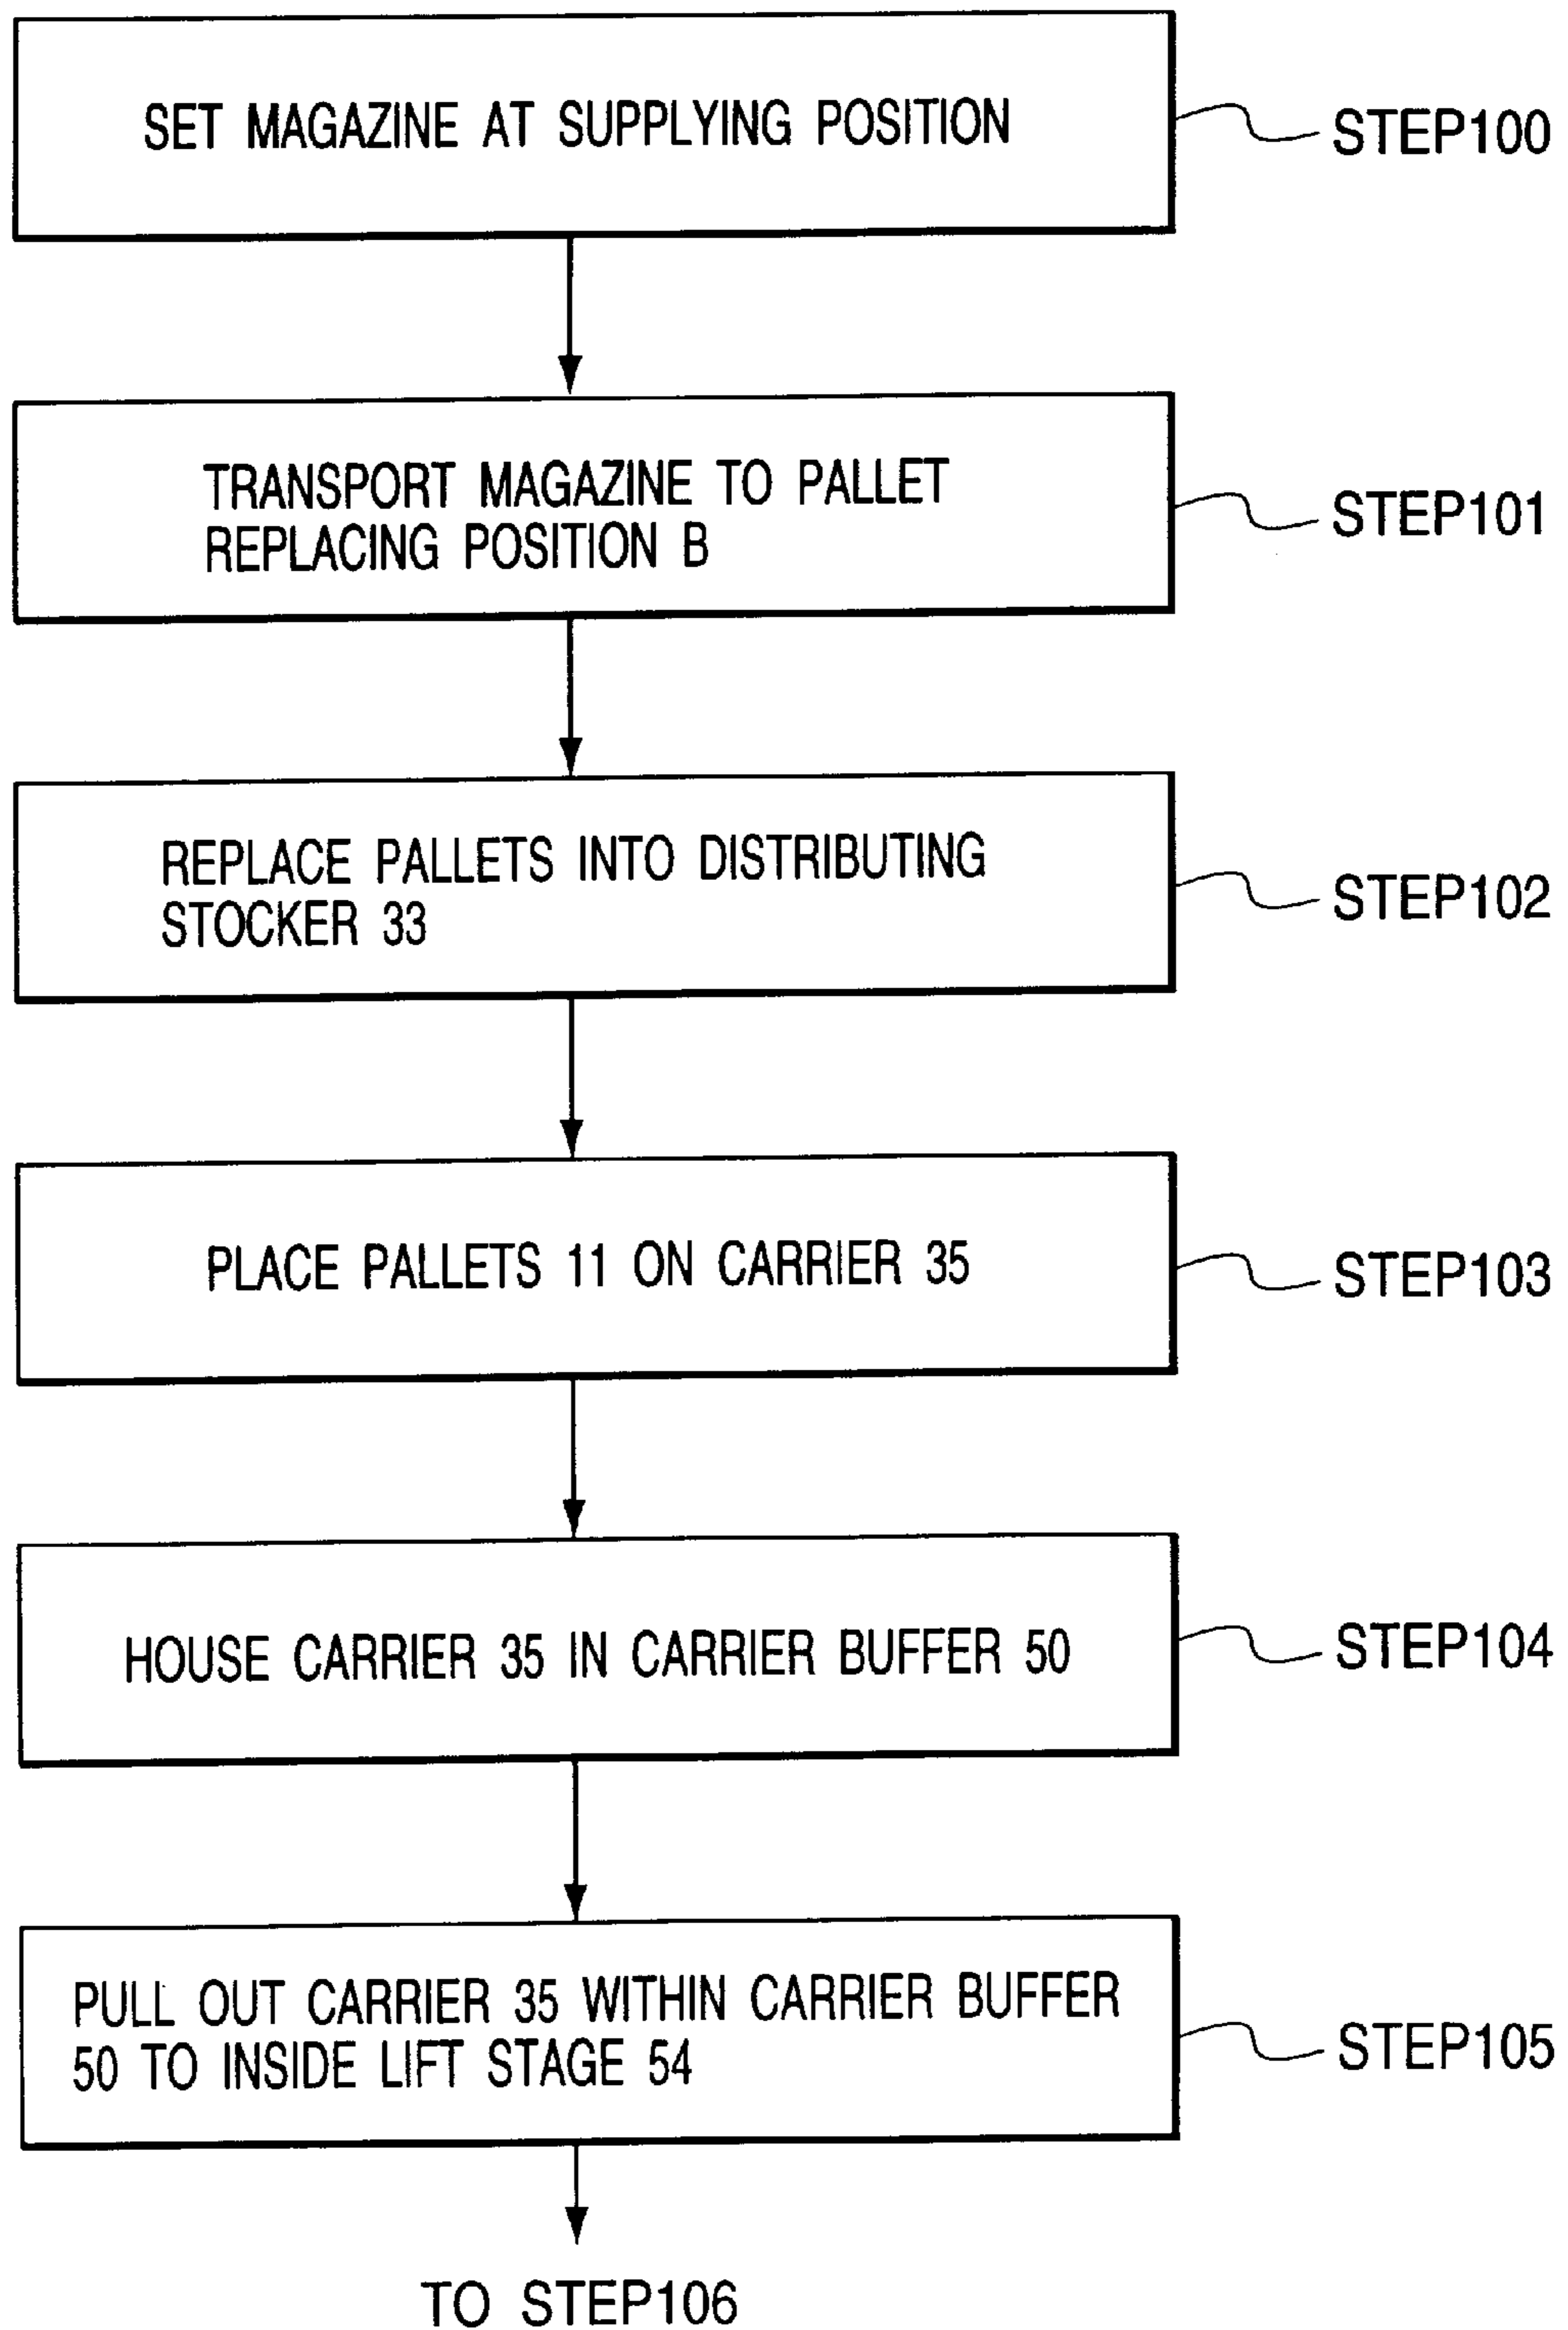 SET MAGAZINE AT SUPPLYING POSITION
STEP100
TRANSPORT MAGAZINE TO PALLET
REPLACING POSITION B
STEP101
REPLACE PALLETS INTO DISTRIBUTING
STOCKER 33
STEP102
PLACE PALLETS 11 ON CARRIER 35
STEP103
HOUSE CARRIER 35 IN CARRIER BUFFER 50
STEP104
PULL OUT CARRIER 35 WITHIN CARRIER BUFFER
50 TO INSIDE LIFT STAGE 54
STEP105
TO STEP106